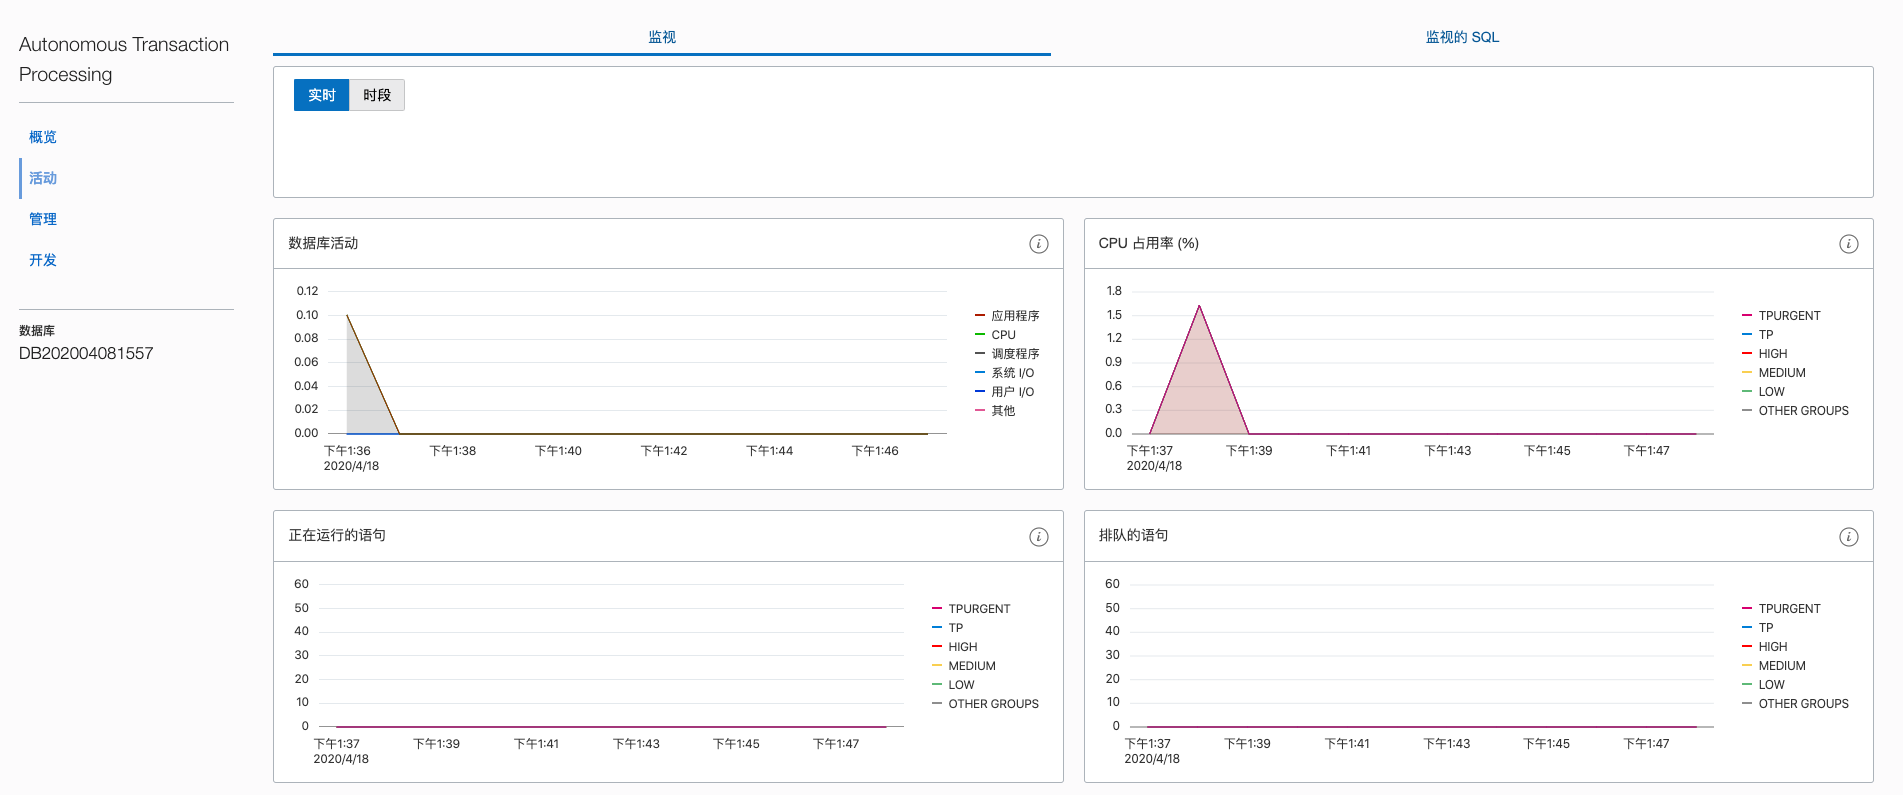 Autonomous Transaction
Processing
概览
活动
管理
开发
数据库
DB202004081557
监视
监视的 SQL
实时
时段
数据库活动
0.12
0.10
0.08
0.06
0.04
0.02
0.00
下午1:36
2020/4/18
下午1:38
下午1:40
下午1:42
下午1:44
下午1:46
应用程序
CPU
调度程序
系统 I/O
用户 I/O
其他
CPU 占用率 (%)
1.8
1.5
1.2
0.9
0.6
0.3
0.0
下午1:37
2020/4/18
下午1:39
下午1:41
下午1:43
下午1:45
下午1:47
TPURGENT
TP
HIGH
MEDIUM
LOW
OTHER GROUPS
正在运行的语句
60
50
40
30
20
10
0
下午1:37
2020/4/18
下午1:39
下午1:41
下午1:43
下午1:45
下午1:47
TPURGENT
TP
HIGH
MEDIUM
LOW
OTHER GROUPS
排队的语句
60
50
40
30
20
10
0
下午1:37
2020/4/18
下午1:39
下午1:41
下午1:43
下午1:45
下午1:47
TPURGENT
TP
HIGH
MEDIUM
LOW
OTHER GROUPS